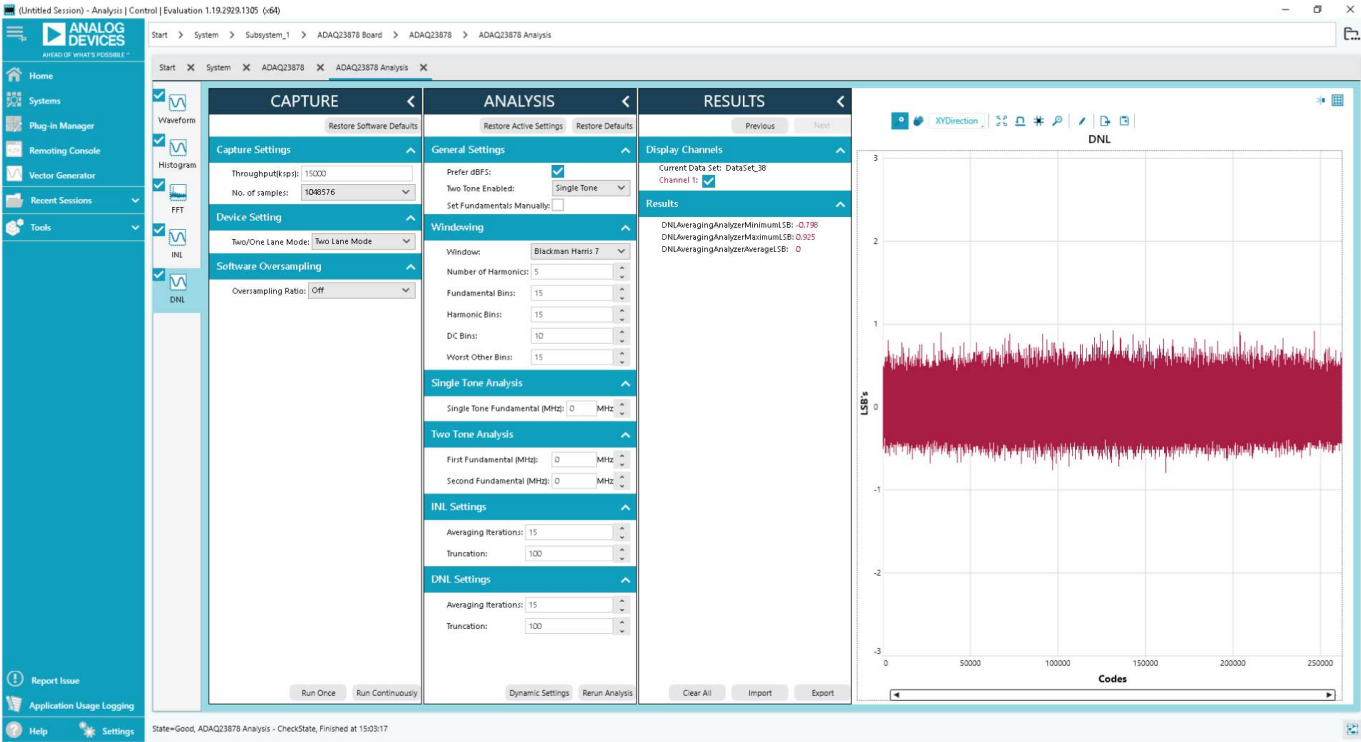 (Untitled Session) - Analysis | Control | Evaluation 1.19.2929.1305 (x64)
ANALOG
DEVICES
AHEAD OF WHAT'S POSSIBLE™
Start > System > Subsystem_1 > ADAQ23878 Board > ADAQ23878 > ADAQ23878 Analysis
Start System ADAQ23878 ADAQ23878 Analysis
Home
Systems
Plug-in Manager
Remoting Console
Vector Generator
Recent Sessions
Tools
Report Issue
Application Usage Logging
Help Settings
Waveform
Histogram
FFT
INL
DNL
CAPTURE
Restore Software Defaults
Capture Settings
Throughput(ksps): 15000
No. of samples: 1048576
Device Setting
Two/One Lane Mode: Two Lane Mode
Software Oversampling
Oversampling Ratio: Off
Run Once Run Continuously
ANALYSIS
Restore Active Settings Restore Defaults
General Settings
Prefer dBFS:
Two Tone Enabled: Single Tone
Set Fundamentals Manually:
Windowing
Window: Blackman Harris 7
Number of Harmonics: 5
Fundamental Bins: 15
Harmonic Bins: 15
DC Bins: 10
Worst Other Bins: 15
Single Tone Analysis
Single Tone Fundamental (MHz): 0 MHz
Two Tone Analysis
First Fundamental (MHz): 0 MHz
Second Fundamental (MHz): 0 MHz
INL Settings
Averaging Iterations: 15
Truncation: 100
DNL Settings
Averaging Iterations: 15
Truncation: 100
Dynamic Settings Rerun Analysis
RESULTS
Previous Next
Display Channels
Current Data Set: DataSet_38
Channel 1:
Results
DNLAveragingAnalyzerMinimumLSB: -0.798
DNLAveragingAnalyzerMaximumLSB: 0.925
DNLAveragingAnalyzerAverageLSB: 0
Clear All Import Export
XYDirection
DNL
3
2
1
0
-1
-2
-3
LSB's
0 50000 100000 150000 200000 250000
Codes
State=Good, ADAQ23878 Analysis - CheckState, Finished at 15:03:17